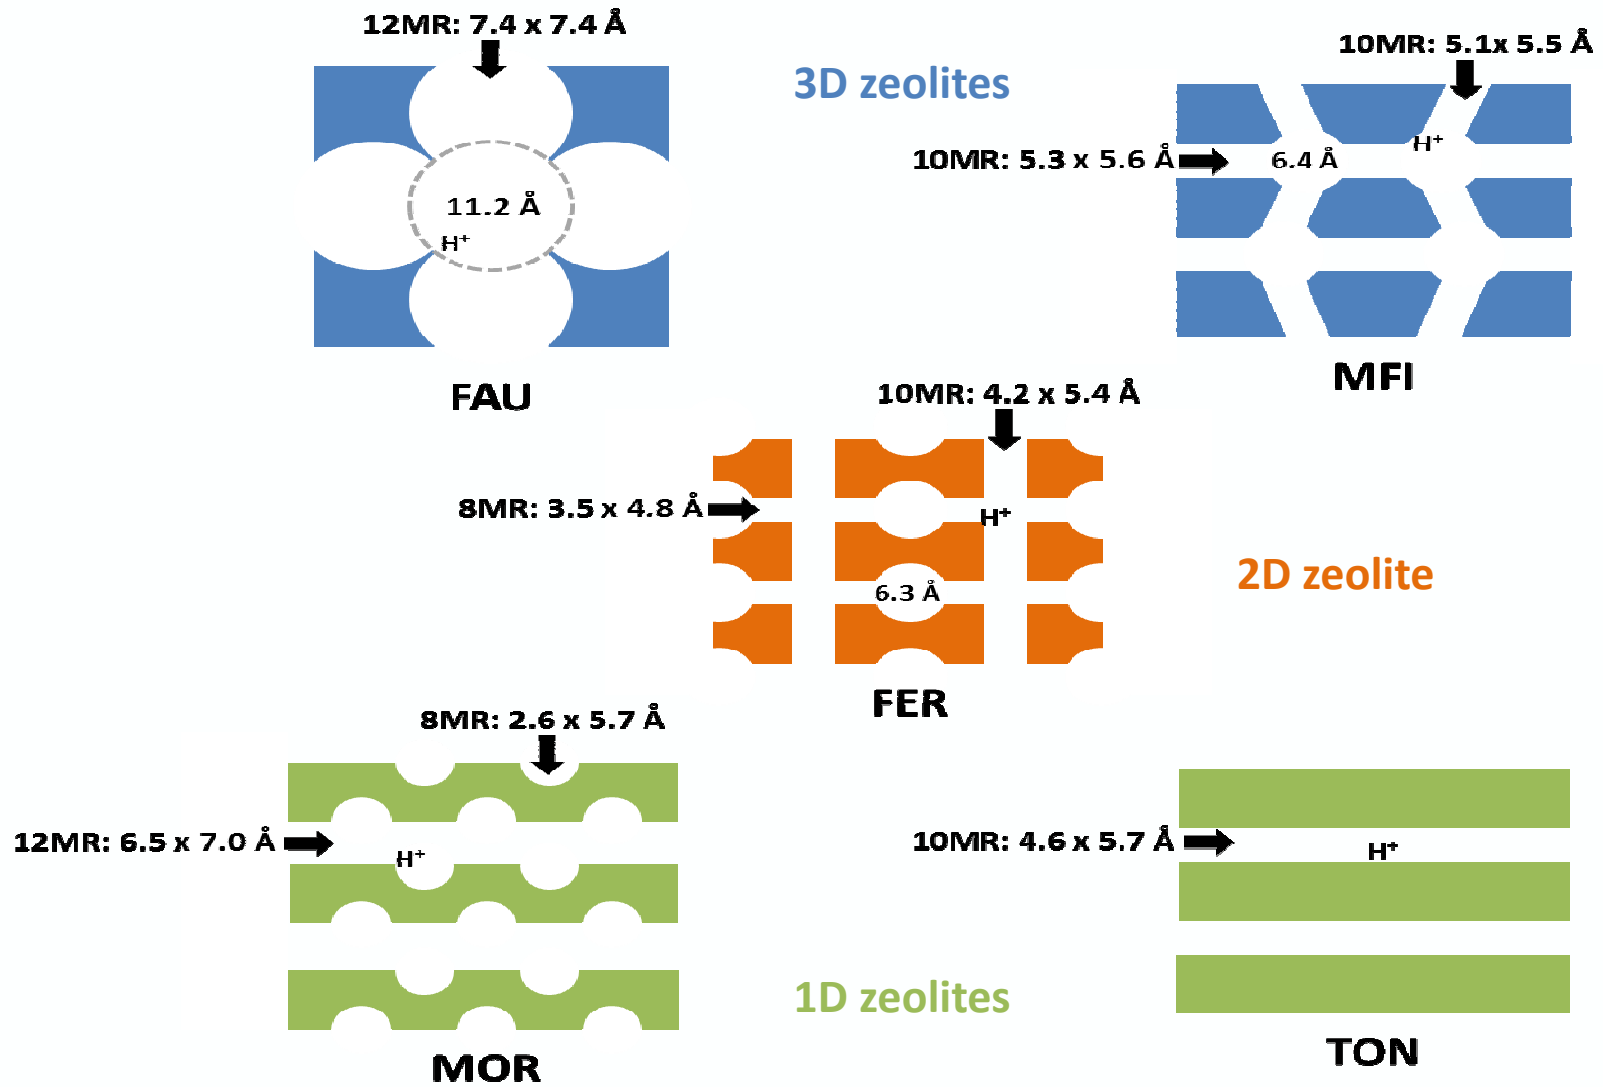 12MR: 7.4 x 7.4 Å
3D zeolites
10MR: 5.1x 5.5 Å
10MR: 5.3 x 5.6 Å
6.4 Å
H⁺
11.2 Å
H⁺
FAU
MFI
10MR: 4.2 x 5.4 Å
8MR: 3.5 x 4.8 Å
H⁺
2D zeolite
6.3 Å
FER
8MR: 2.6 x 5.7 Å
12MR: 6.5 x 7.0 Å
H⁺
10MR: 4.6 x 5.7 Å
H⁺
1D zeolites
MOR
TON